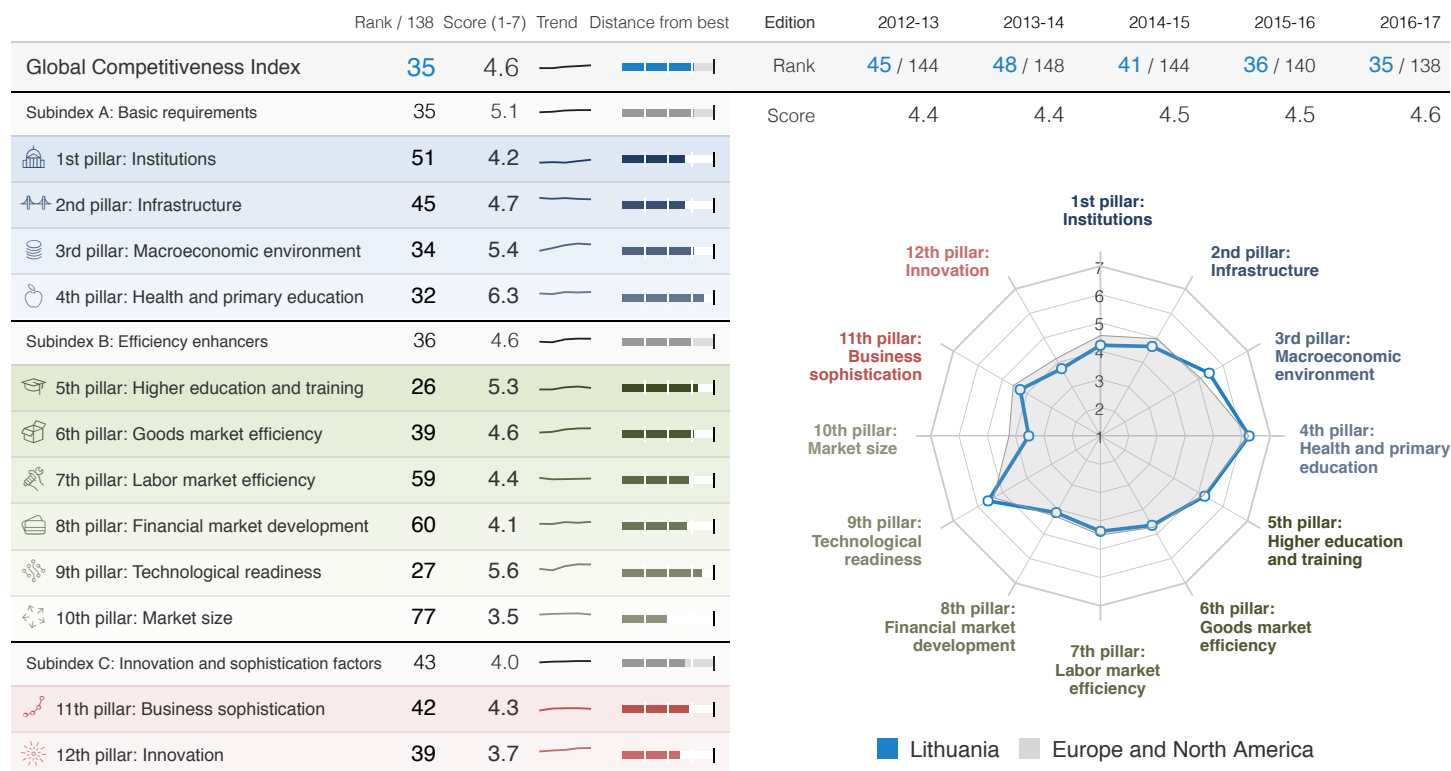 Rank / 138 Score (1-7) Trend Distance from best
Global Competitiveness Index 35 4.6
Subindex A: Basic requirements 35 5.1
1st pillar: Institutions 51 4.2
2nd pillar: Infrastructure 45 4.7
3rd pillar: Macroeconomic environment 34 5.4
4th pillar: Health and primary education 32 6.3
Subindex B: Efficiency enhancers 36 4.6
5th pillar: Higher education and training 26 5.3
6th pillar: Goods market efficiency 39 4.6
7th pillar: Labor market efficiency 59 4.4
8th pillar: Financial market development 60 4.1
9th pillar: Technological readiness 27 5.6
10th pillar: Market size 77 3.5
Subindex C: Innovation and sophistication factors 43 4.0
11th pillar: Business sophistication 42 4.3
12th pillar: Innovation 39 3.7
Edition 2012-13 2013-14 2014-15 2015-16 2016-17
Rank 45 / 144 48 / 148 41 / 144 36 / 140 35 / 138
Score 4.4 4.4 4.5 4.5 4.6
1st pillar:
Institutions
2nd pillar:
Infrastructure
3rd pillar:
Macroeconomic
environment
4th pillar:
Health and primary
education
5th pillar:
Higher education
and training
6th pillar:
Goods market
efficiency
7th pillar:
Labor market
efficiency
8th pillar:
Financial market
development
9th pillar:
Technological
readiness
10th pillar:
Market size
11th pillar:
Business
sophistication
12th pillar:
Innovation
7
6
5
4
3
2
1
Lithuania Europe and North America